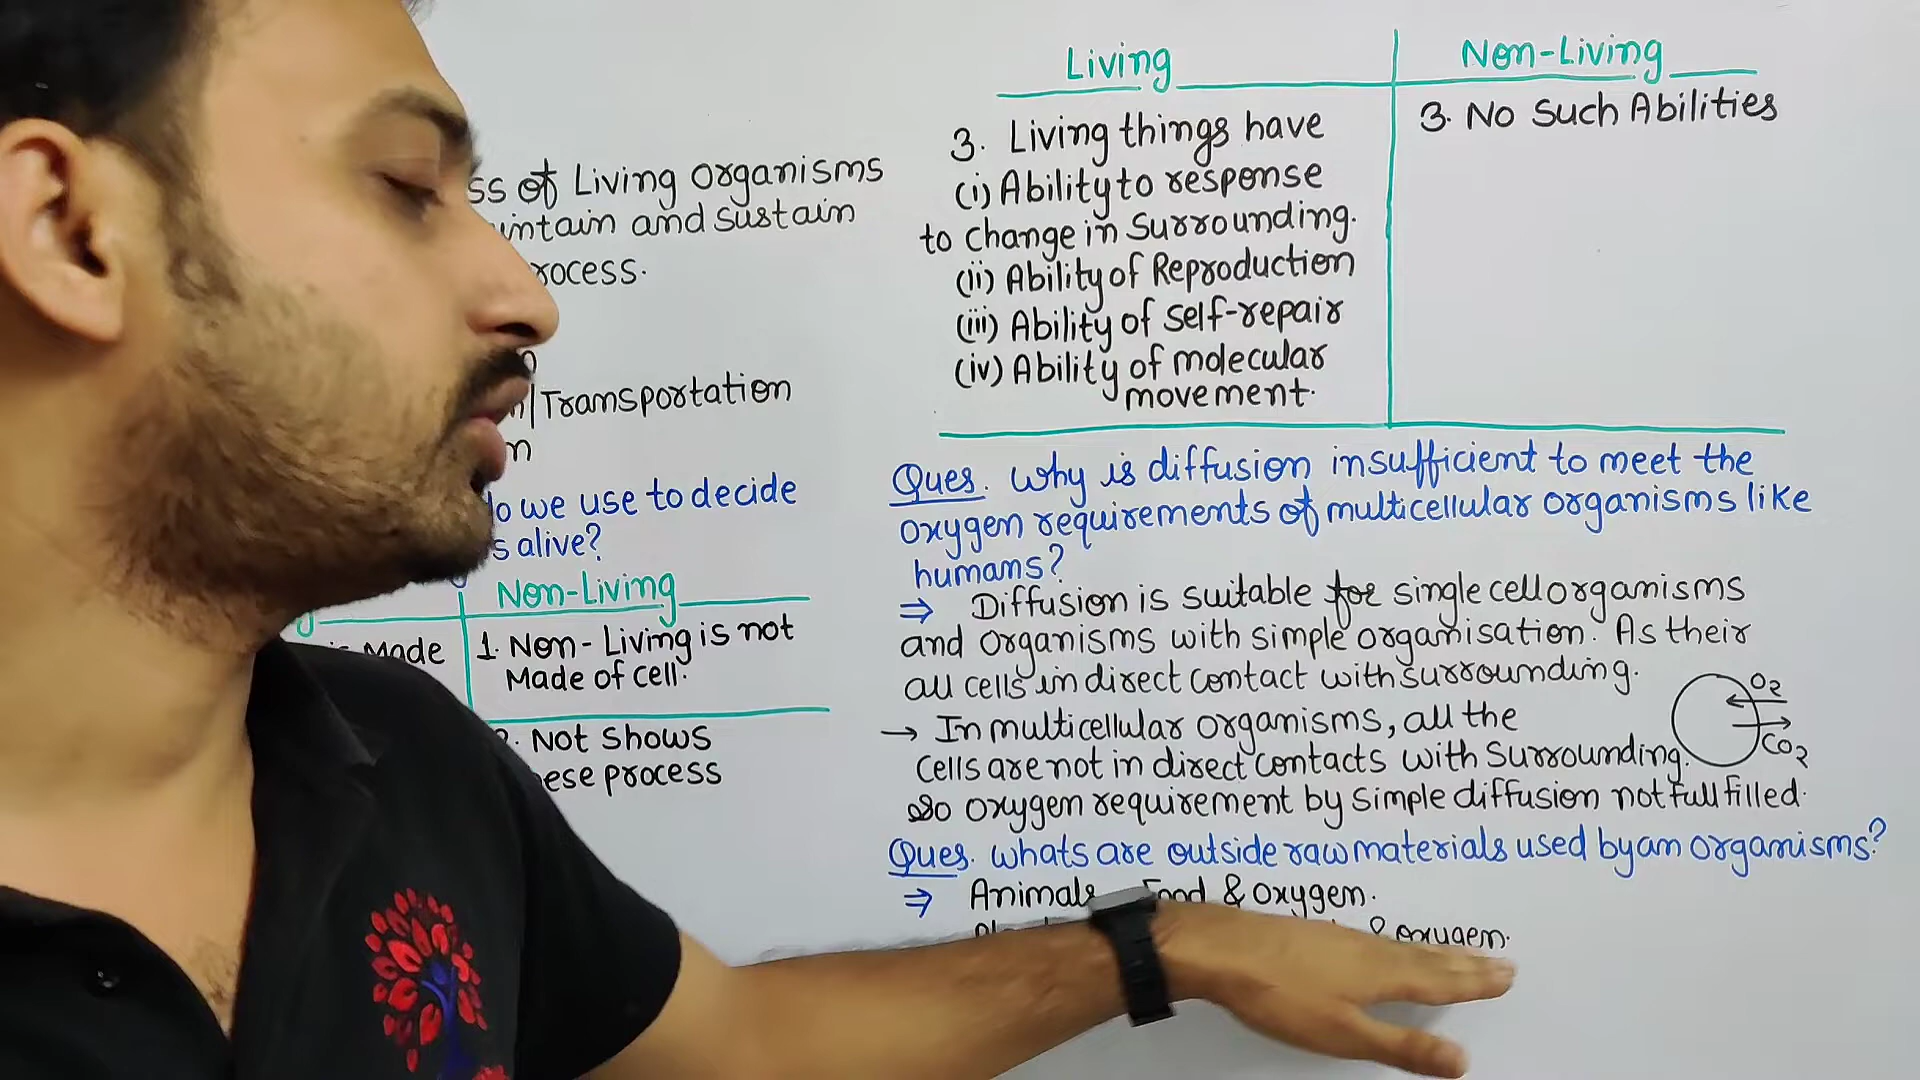 ss of Living organisms
intain and sustain
rocess.
n
n/Transportation
n
do we use to decide
s alive?
Non-Living
Made
1. Non-Living is not
Made of cell.
2. Not shows
ese process
Living
Non-Living
3. Living things have
(i) Ability to response
to change in surrounding.
(ii) Ability of Reproduction
(iii) Ability of self-repair
(iv) Ability of molecular
movement.
3. No such Abilities
Ques. Why is diffusion insufficient to meet the
oxygen requirements of multicellular organisms like
humans?
⇒ Diffusion is suitable for single cell organisms
and organisms with simple organisation. As their
all cells in direct contact with surrounding.
→ In multicellular organisms, all the
cells are not in direct contacts with surrounding.
so oxygen requirement by simple diffusion not full filled.
O2
CO2
Ques. whats are outside raw materials used by an organisms?
⇒ Animals Food & oxygen.
& oxygen.